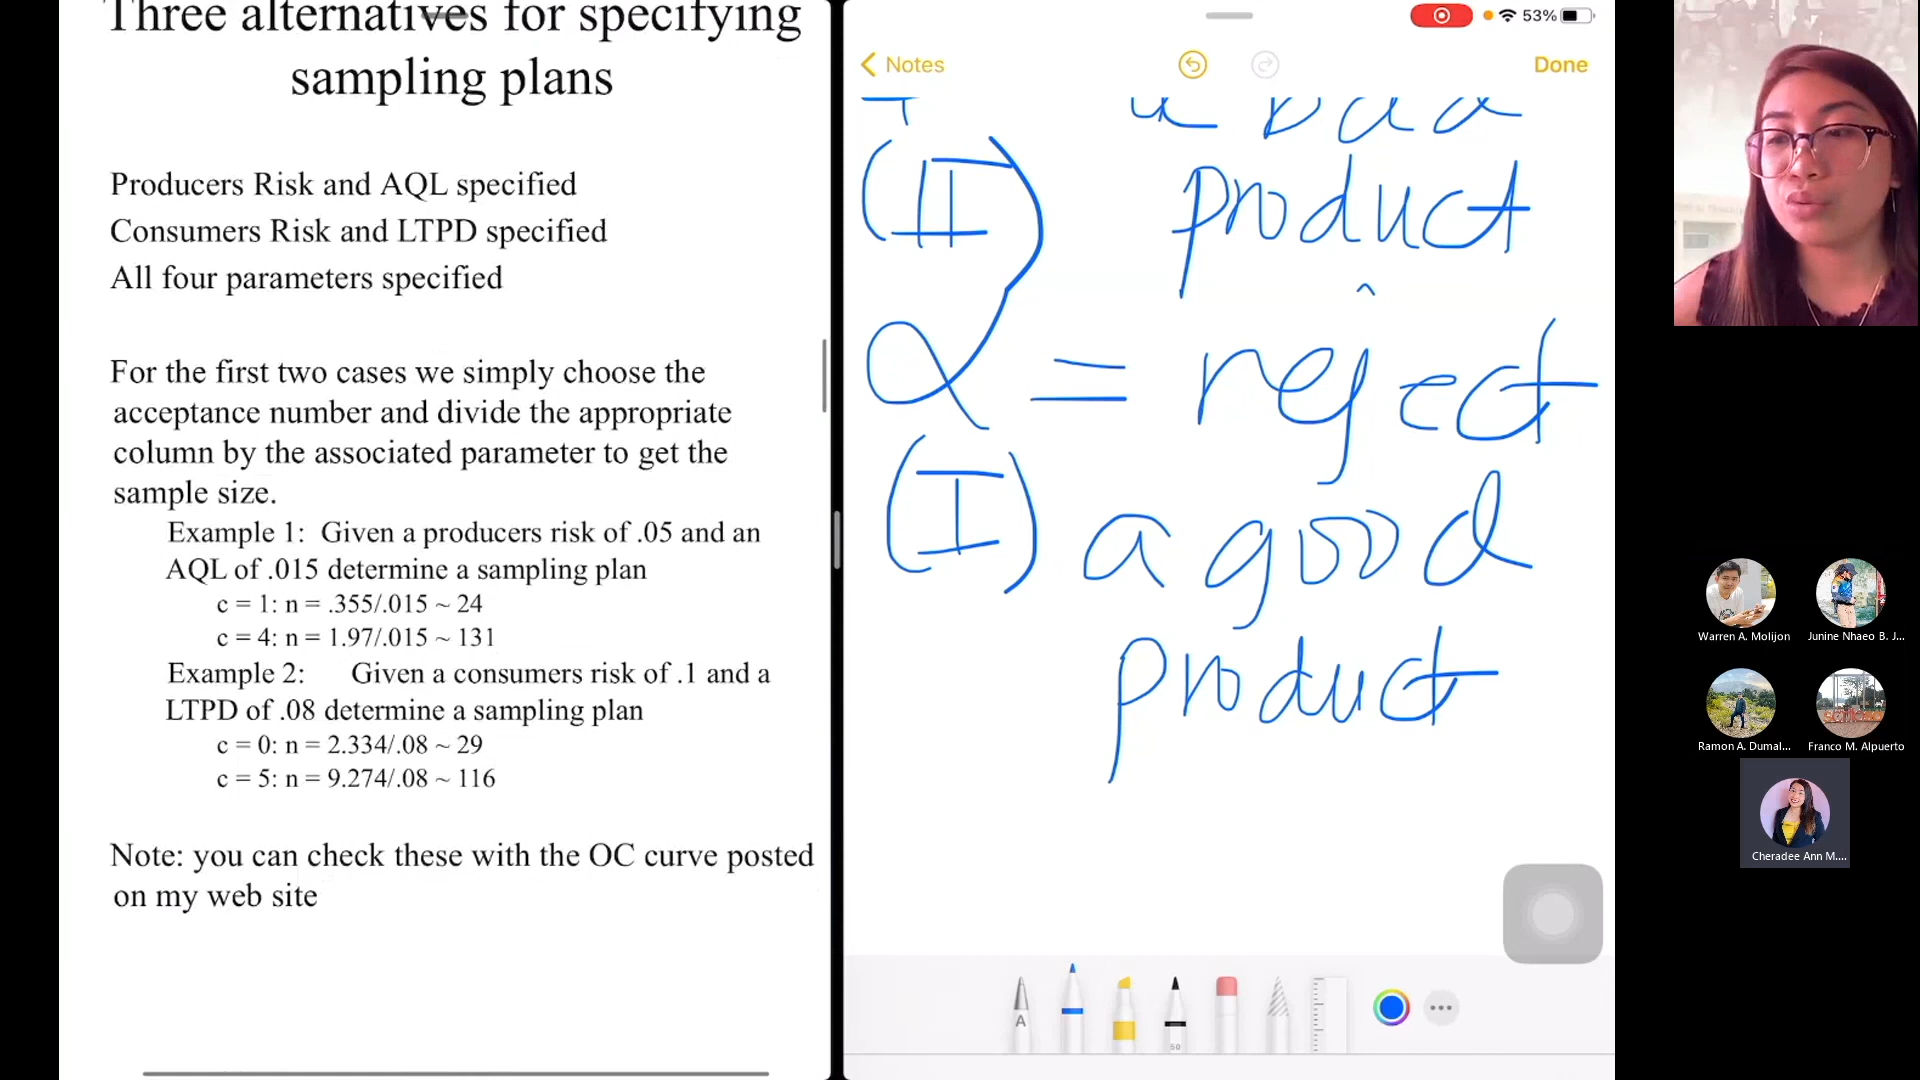 Three alternatives for specifying
sampling plans
Producers Risk and AQL specified
Consumers Risk and LTPD specified
All four parameters specified
For the first two cases we simply choose the
acceptance number and divide the appropriate
column by the associated parameter to get the
sample size.
Example 1: Given a producers risk of .05 and an
AQL of .015 determine a sampling plan
c = 1: n = .355/.015 ~ 24
c = 4: n = 1.97/.015 ~ 131
Example 2: Given a consumers risk of .1 and a
LTPD of .08 determine a sampling plan
c = 0: n = 2.334/.08 ~ 29
c = 5: n = 9.274/.08 ~ 116
Note: you can check these with the OC curve posted
on my web site
53%
Notes
Done
a bad
(II) product
α = reject
(I) a good
product
A
50
Warren A. Molijon
Junine Nhaeo B. J...
Ramon A. Dumal...
Franco M. Alpuerto
Cheradee Ann M....